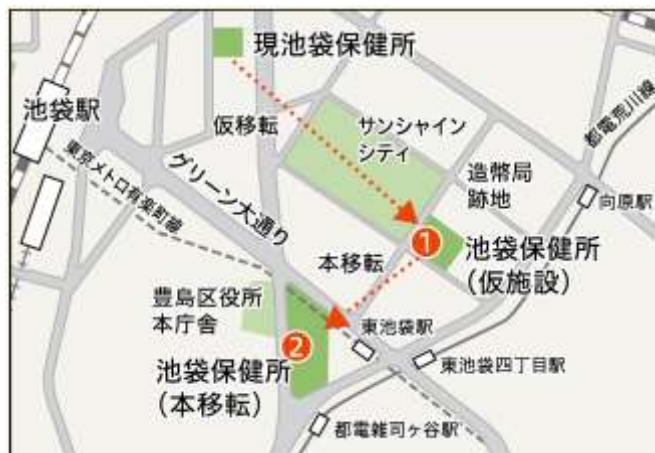 現池袋保健所
池袋駅
仮移転
サンシャイン
シティ
都電荒川線
東京メトロ有楽町線
グリーン大通り
造幣局
跡地
向原駅
1
池袋保健所
（仮施設）
本移転
豊島区役所
本庁舎
2
東池袋駅
東池袋四丁目駅
池袋保健所
（本移転）
都電雑司ヶ谷駅